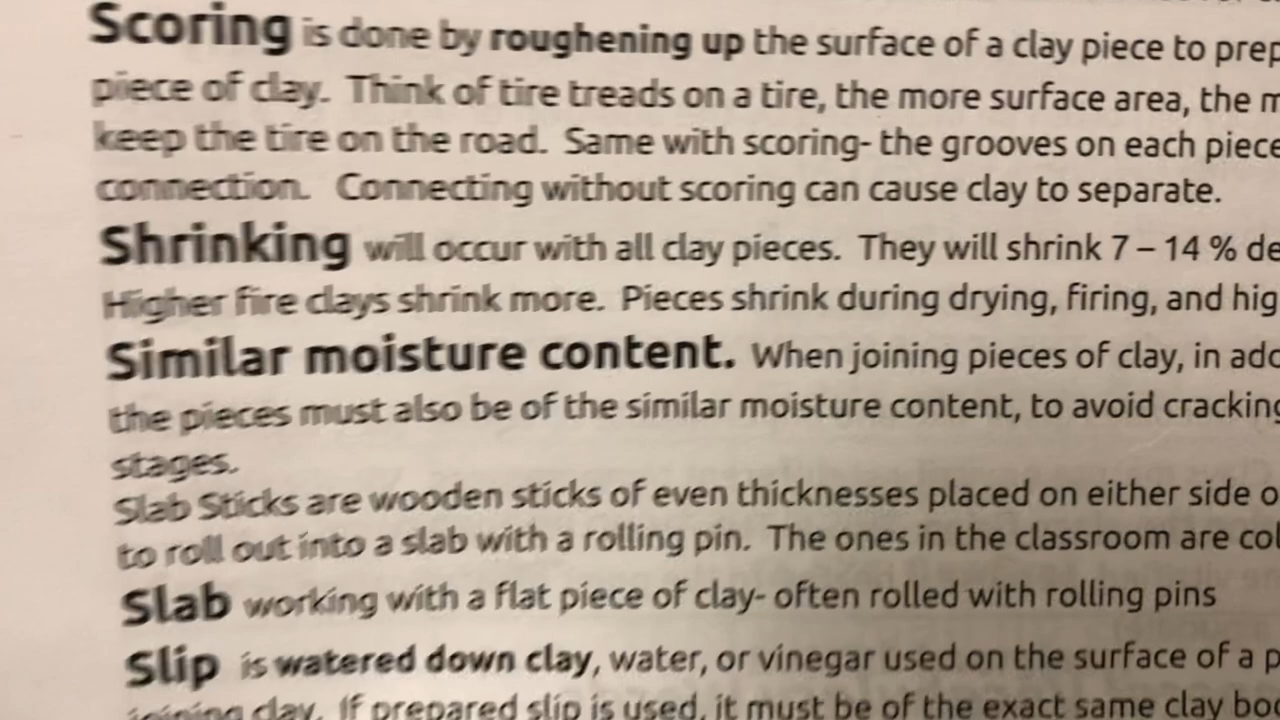 Scoring is done by roughening up the surface of a clay piece to
piece of clay. Think of tire treads on a tire, the more surface area, the
keep the tire on the road. Same with scoring- the grooves on each piece
connection. Connecting without scoring can cause clay to separate.
Shrinking will occur with all clay pieces. They will shrink 7 – 14 %
Higher fire clays shrink more. Pieces shrink during drying, firing, and
Similar moisture content. When joining pieces of clay, in
the pieces must also be of the similar moisture content, to avoid cracking
stages.
Slab Sticks are wooden sticks of even thicknesses placed on either side
to roll out into a slab with a rolling pin. The ones in the classroom are
Slab working with a flat piece of clay- often rolled with rolling pins
Slip is watered down clay, water, or vinegar used on the surface of a
joining clay. If prepared slip is used, it must be of the exact same clay